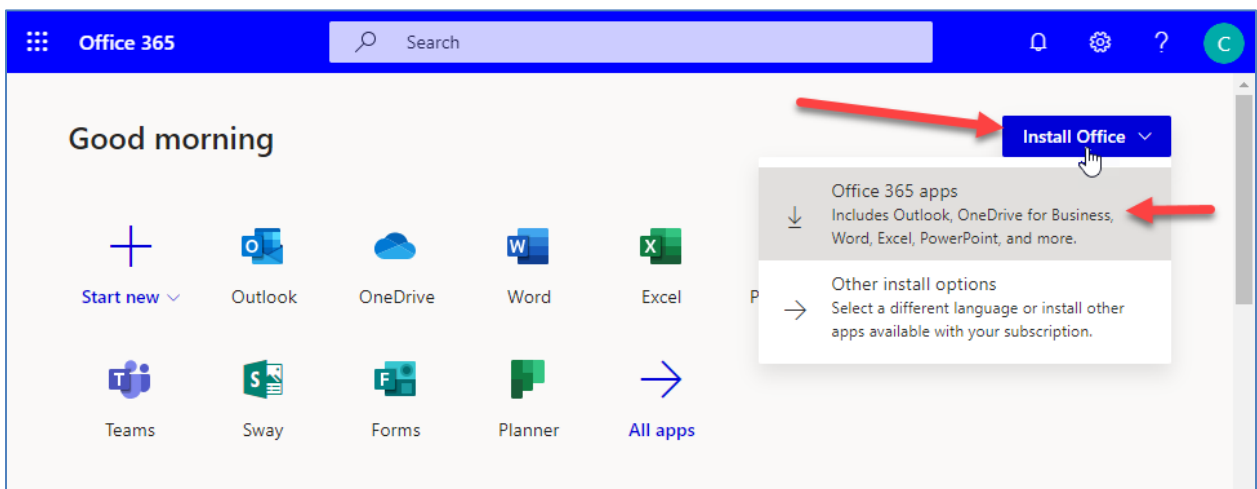 Office 365
Search
C
Good morning
Install Office
Office 365 apps
Includes Outlook, OneDrive for Business,
Word, Excel, PowerPoint, and more.
Other install options
Select a different language or install other
apps available with your subscription.
Start new
Outlook
OneDrive
Word
Excel
P
Teams
Sway
Forms
Planner
All apps